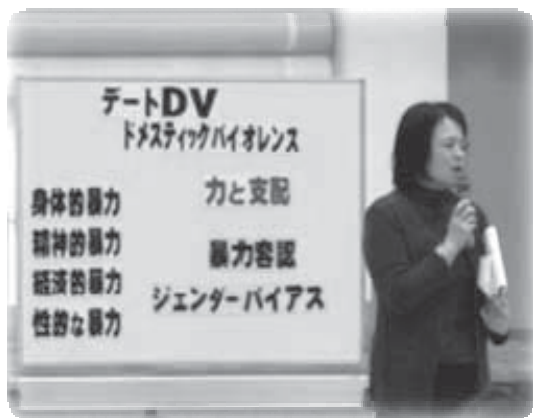 デートDV
ドメスティックバイオレンス
身体的暴力
精神的暴力
経済的暴力
性的な暴力
力と支配
暴力容認
ジェンダーバイアス